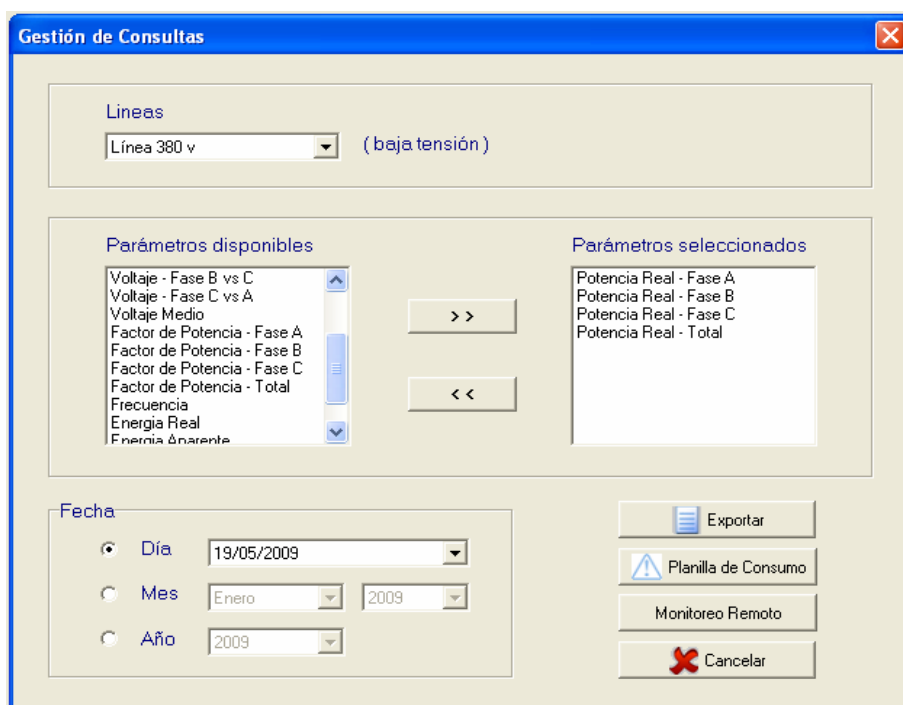 Gestión de Consultas
Lineas
Línea 380 v
( baja tensión )
Parámetros disponibles
Voltaje - Fase B vs C
Voltaje - Fase C vs A
Voltaje Medio
Factor de Potencia - Fase A
Factor de Potencia - Fase B
Factor de Potencia - Fase C
Factor de Potencia - Total
Frecuencia
Energia Real
Energia Aparente
>>
<<
Parámetros seleccionados
Potencia Real - Fase A
Potencia Real - Fase B
Potencia Real - Fase C
Potencia Real - Total
Fecha
Día 19/05/2009
Mes Enero 2009
Año 2009
Exportar
Planilla de Consumo
Monitoreo Remoto
Cancelar